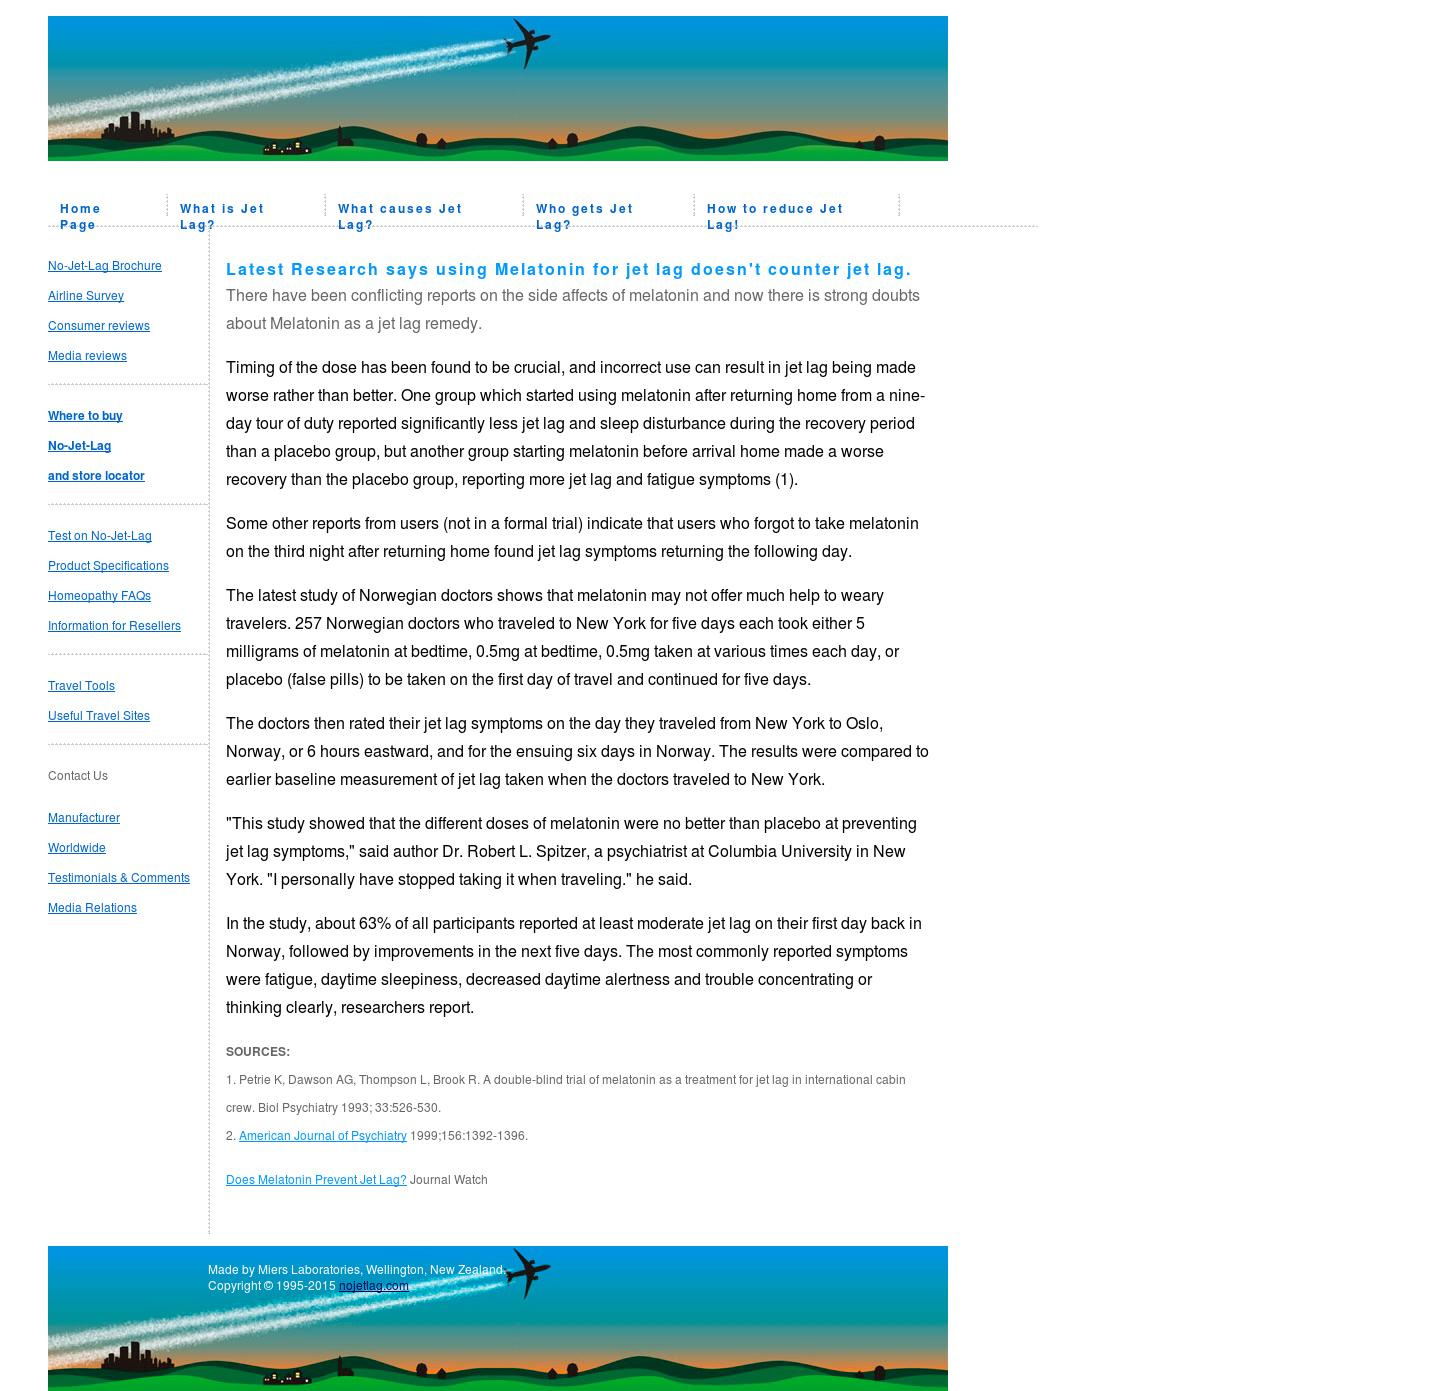 Home
Page
What is Jet
Lag?
What causes Jet
Lag?
Who gets Jet
Lag?
How to reduce Jet
Lag!
No-Jet-Lag Brochure
Airline Survey
Consumer reviews
Media reviews
Where to buy
No-Jet-Lag
and store locator
Test on No-Jet-Lag
Product Specifications
Homeopathy FAQs
Information for Resellers
Travel Tools
Useful Travel Sites
Contact Us
Manufacturer
Worldwide
Testimonials & Comments
Media Relations
Latest Research says using Melatonin for jet lag doesn't counter jet lag.
There have been conflicting reports on the side affects of melatonin and now there is strong doubts
about Melatonin as a jet lag remedy.
Timing of the dose has been found to be crucial, and incorrect use can result in jet lag being made
worse rather than better. One group which started using melatonin after returning home from a nine-
day tour of duty reported significantly less jet lag and sleep disturbance during the recovery period
than a placebo group, but another group starting melatonin before arrival home made a worse
recovery than the placebo group, reporting more jet lag and fatigue symptoms (1).
Some other reports from users (not in a formal trial) indicate that users who forgot to take melatonin
on the third night after returning home found jet lag symptoms returning the following day.
The latest study of Norwegian doctors shows that melatonin may not offer much help to weary
travelers. 257 Norwegian doctors who traveled to New York for five days each took either 5
milligrams of melatonin at bedtime, 0.5mg at bedtime, 0.5mg taken at various times each day, or
placebo (false pills) to be taken on the first day of travel and continued for five days.
The doctors then rated their jet lag symptoms on the day they traveled from New York to Oslo,
Norway, or 6 hours eastward, and for the ensuing six days in Norway. The results were compared to
earlier baseline measurement of jet lag taken when the doctors traveled to New York.
"This study showed that the different doses of melatonin were no better than placebo at preventing
jet lag symptoms," said author Dr. Robert L. Spitzer, a psychiatrist at Columbia University in New
York. "I personally have stopped taking it when traveling." he said.
In the study, about 63% of all participants reported at least moderate jet lag on their first day back in
Norway, followed by improvements in the next five days. The most commonly reported symptoms
were fatigue, daytime sleepiness, decreased daytime alertness and trouble concentrating or
thinking clearly, researchers report.
SOURCES:
1. Petrie K, Dawson AG, Thompson L, Brook R. A double-blind trial of melatonin as a treatment for jet lag in international cabin
crew. Biol Psychiatry 1993; 33:526-530.
2. American Journal of Psychiatry 1999;156:1392-1396.
Does Melatonin Prevent Jet Lag? Journal Watch
Made by Miers Laboratories, Wellington, New Zealand.
Copyright © 1995-2015 nojetlag.com